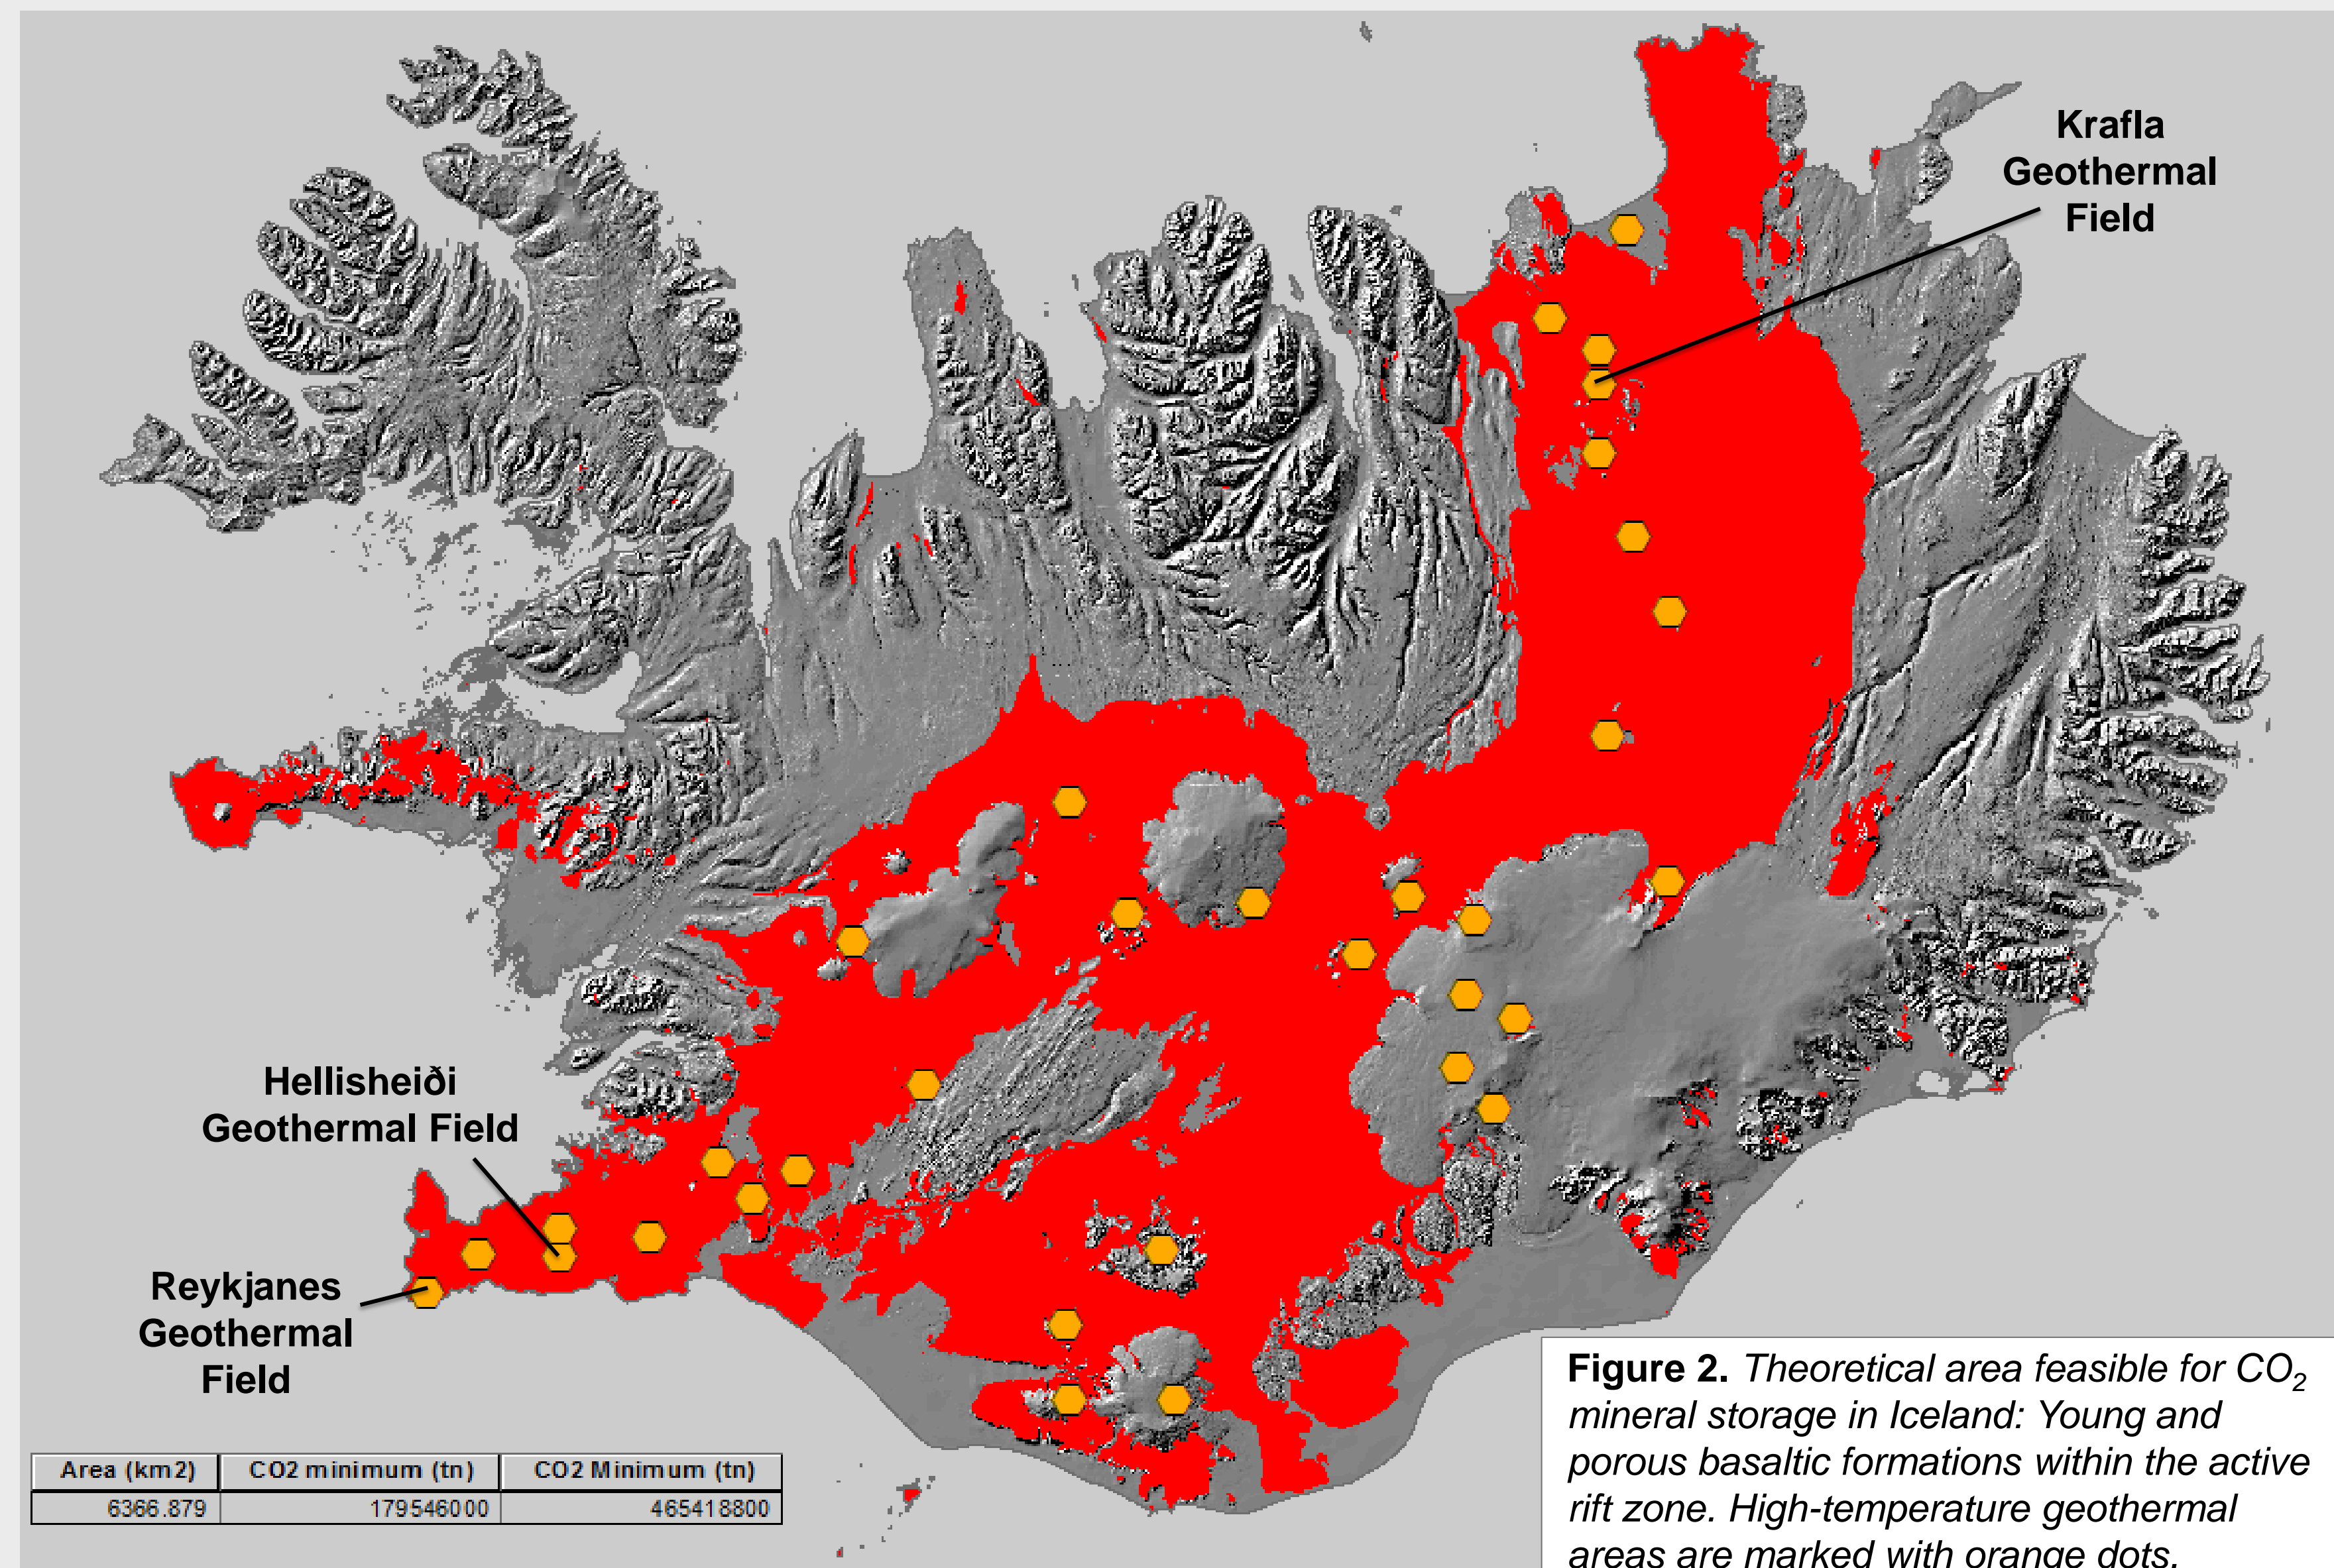 Krafla
Geothermal
Field
Hellisheiði
Geothermal Field
Reykjanes
Geothermal
Field
Area (km2) CO2 minimum (tn) CO2 Minimum (tn)
6366.879 179546000 465418800
Figure 2. Theoretical area feasible for CO₂
mineral storage in Iceland: Young and
porous basaltic formations within the active
rift zone. High-temperature geothermal
areas are marked with orange dots.